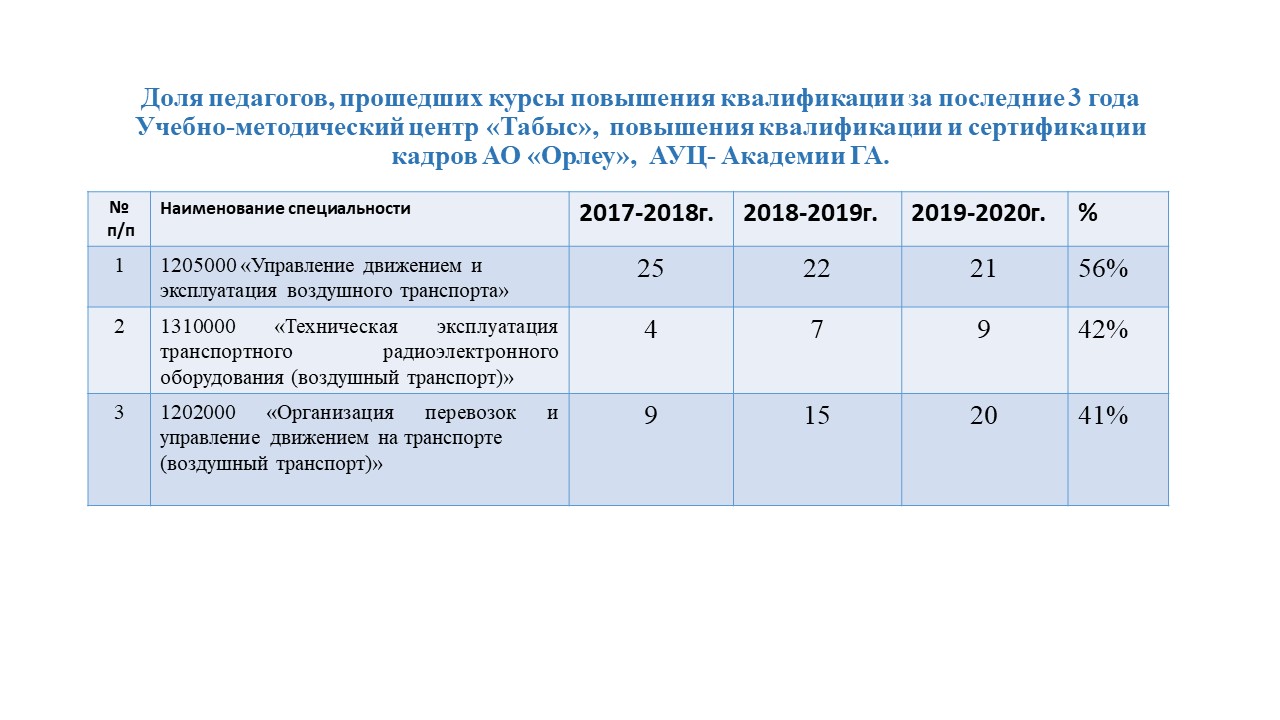 Доля педагогов, прошедших курсы повышения квалификации за последние 3 года
Учебно-методический центр «Табыс», повышения квалификации и сертификации
кадров АО «Орлеу», АУЦ- Академии ГА.
№ п/п Наименование специальности 2017-2018г. 2018-2019г. 2019-2020г. %
1 1205000 «Управление движением и 25 22 21 56%
эксплуатация воздушного транспорта»
2 1310000 «Техническая эксплуатация 4 7 9 42%
транспортного радиоэлектронного
оборудования (воздушный транспорт)»
3 1202000 «Организация перевозок и 9 15 20 41%
управление движением на транспорте
(воздушный транспорт)»